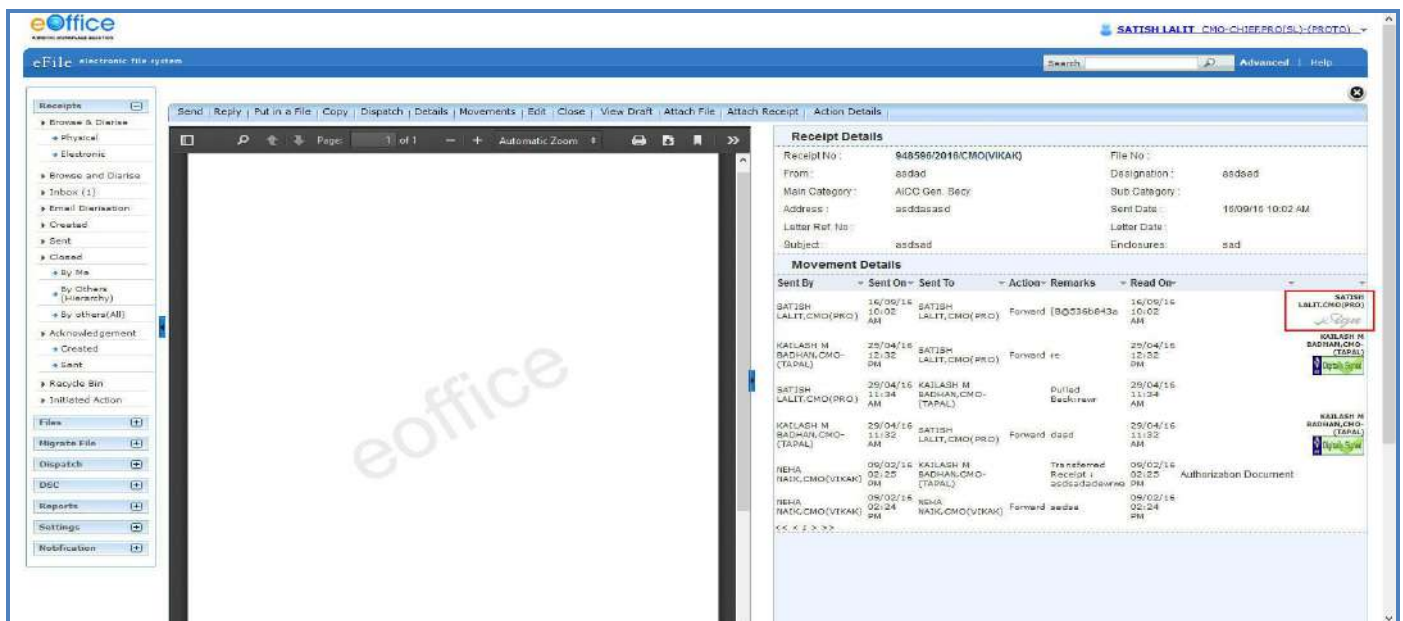 eOffice
SATISH LALIT CMO-CHIEF.PRO(SL)-(PROTO)
eFile electronic file system
Search
Advanced | Help
Receipts
Browse & Diarise
Physical
Electronic
Browse and Diarise
Inbox (1)
Email Diarisation
Created
Sent
Closed
By Me
By Others
(Hierarchy)
By others(All)
Acknowledgement
Created
Sent
Recycle Bin
Initiated Action
Files
Migrate File
Dispatch
DSC
Reports
Settings
Notification
Send | Reply | Put in a File | Copy | Dispatch | Details | Movements | Edit | Close | View Draft | Attach File | Attach Receipt | Action Details
Page: 1 of 1 Automatic Zoom
eoffice
Receipt Details
Receipt No : 948596/2016/CMO(VIKAK) File No :
From : asdad Designation : asdsad
Main Category : AICC Gen. Secy Sub Category :
Address : asddasasd Sent Date : 16/09/16 10:02 AM
Letter Ref. No : Letter Date :
Subject: asdsad Enclosures: sad
Movement Details
Sent By Sent On Sent To Action Remarks Read On
SATISH LALIT,CMO(PRO) 16/09/16 10:02 AM SATISH LALIT,CMO(PRO) Forward [B@536b843a 16/09/16 10:02 AM SATISH LALIT,CMO(PRO) eSign
KAILASH M BADHAN,CMO-(TAPAL) 29/04/16 12:32 PM SATISH LALIT,CMO(PRO) Forward re 29/04/16 12:32 PM KAILASH M BADHAN,CMO-(TAPAL)
SATISH LALIT,CMO(PRO) 29/04/16 11:34 AM KAILASH M BADHAN,CMO-(TAPAL) Pulled 29/04/16 11:34 AM
KAILASH M BADHAN,CMO-(TAPAL) 29/04/16 11:32 AM SATISH LALIT,CMO(PRO) Forward dasd 29/04/16 11:32 AM KAILASH M BADHAN,CMO-(TAPAL)
NEHA NAIK,CMO(VIKAK) 09/02/16 02:25 PM KAILASH M BADHAN,CMO-(TAPAL) Transferred Receipt : 09/02/16 02:25 PM Authorization Document
NEHA NAIK,CMO(VIKAK) 09/02/16 02:24 PM NEHA NAIK,CMO(VIKAK) Forward 09/02/16 02:24 PM
<< < 1 > >>